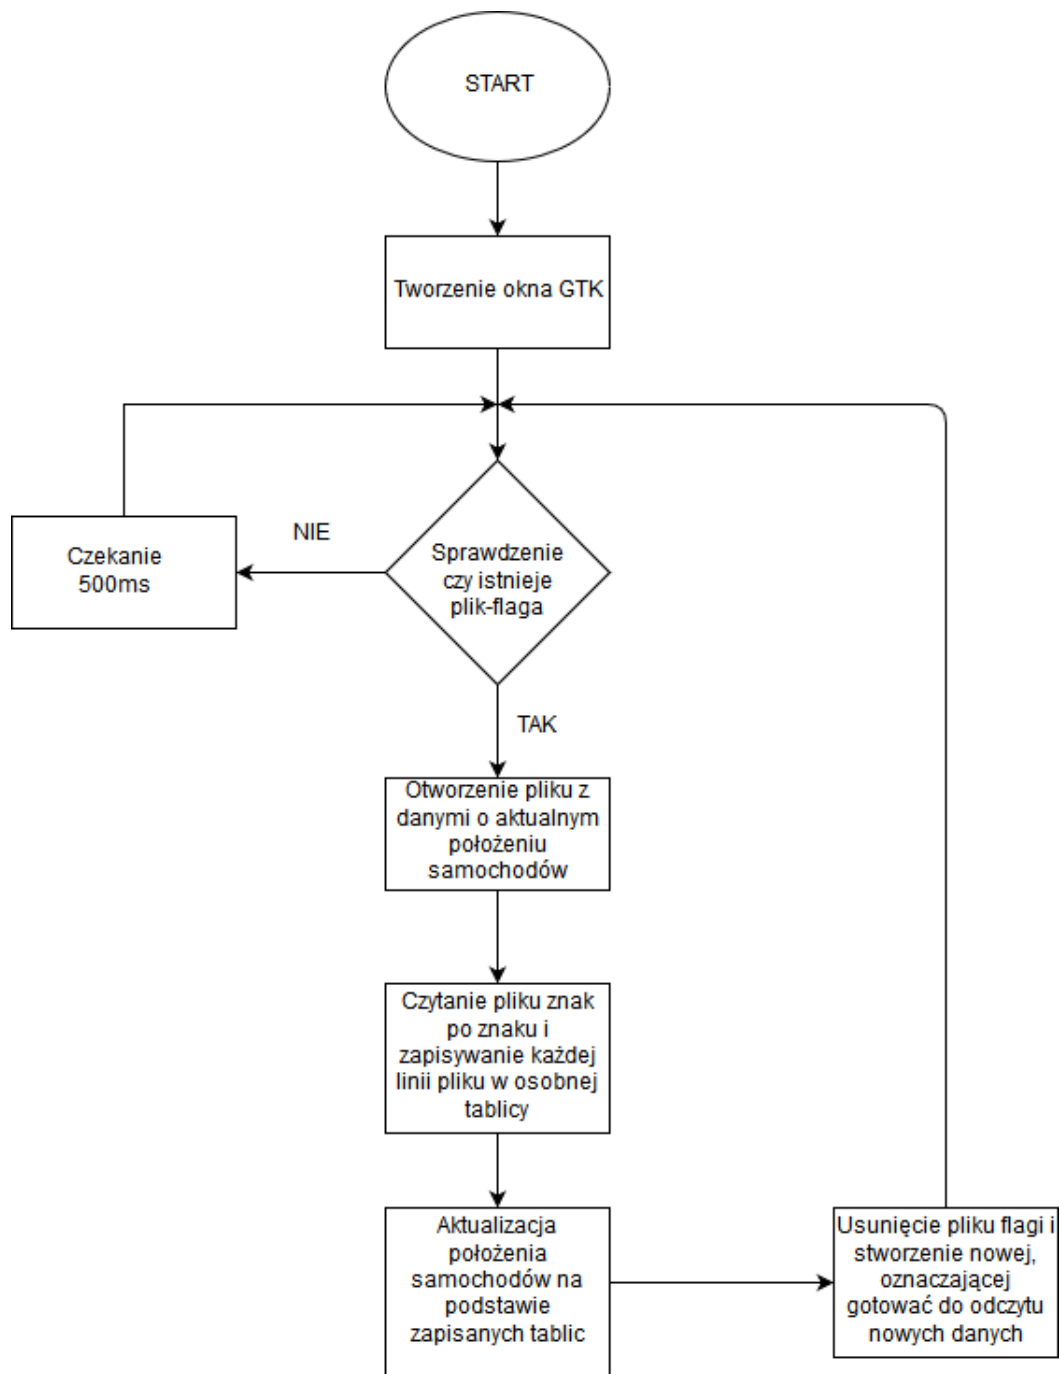 START
Tworzenie okna GTK
NIE
Czekanie
500ms
Sprawdzenie
czy istnieje
plik-flaga
TAK
Otworzenie pliku z
danymi o aktualnym
położeniu
samochodów
Czytanie pliku znak
po znaku i
zapisywanie każdej
linii pliku w osobnej
tablicy
Aktualizacja
położenia
samochodów na
podstawie
zapisanych tablic
Usunięcie pliku flagi i
stworzenie nowej,
oznaczającej
gotować do odczytu
nowych danych